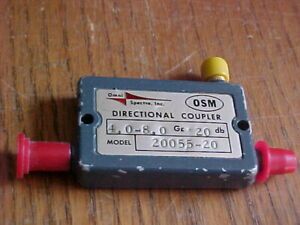 Omni
Spectra, Inc.
OSM
DIRECTIONAL COUPLER
4.0-8.0 Gc 20 db
MODEL 20055-20